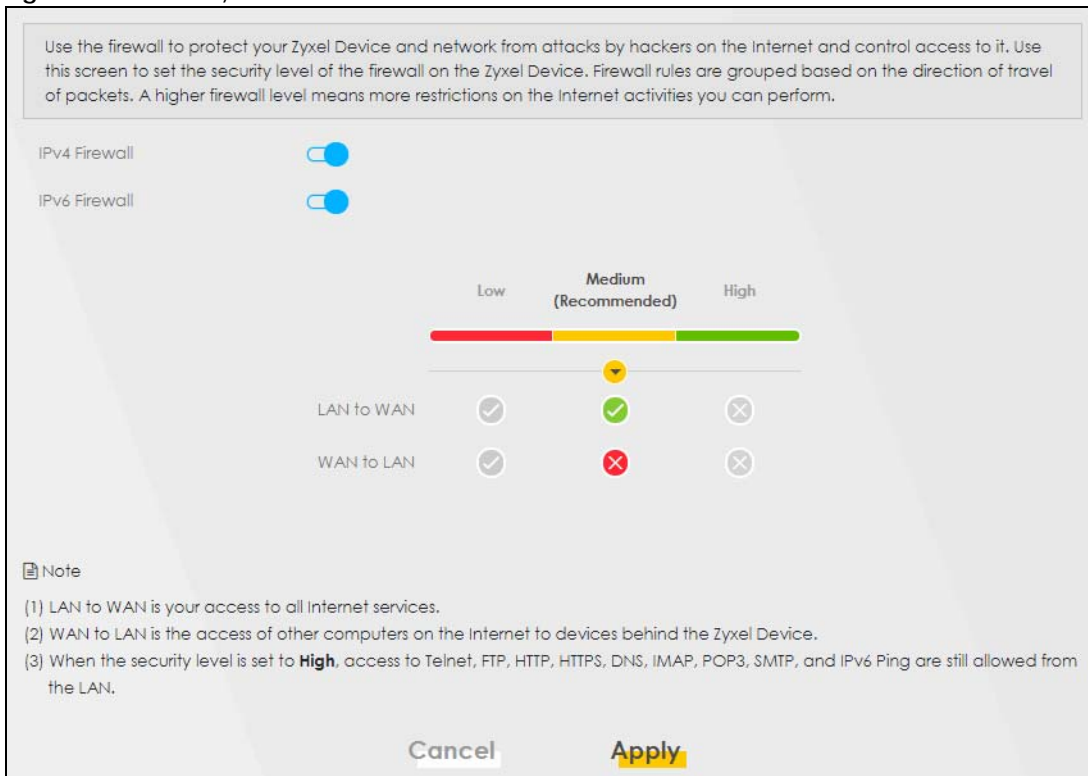 Use the firewall to protect your Zyxel Device and network from attacks by hackers on the Internet and control access to it. Use
this screen to set the security level of the firewall on the Zyxel Device. Firewall rules are grouped based on the direction of travel
of packets. A higher firewall level means more restrictions on the Internet activities you can perform.
IPv4 Firewall
IPv6 Firewall
Low
Medium
(Recommended)
High
LAN to WAN
WAN to LAN
Note
(1) LAN to WAN is your access to all Internet services.
(2) WAN to LAN is the access of other computers on the Internet to devices behind the Zyxel Device.
(3) When the security level is set to High, access to Telnet, FTP, HTTP, HTTPS, DNS, IMAP, POP3, SMTP, and IPv6 Ping are still allowed from
the LAN.
Cancel Apply